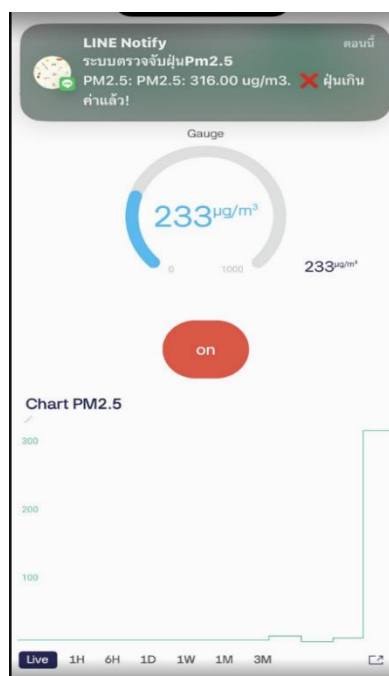 LINE Notify ตอนนี้
ระบบตรวจจับฝุ่นPm2.5
PM2.5: PM2.5: 316.00 ug/m3. ❌ ฝุ่นเกิน
ค่าแล้ว!
Gauge
233µg/m³
0 1000
233µg/m³
on
Chart PM2.5
300
200
100
Live 1H 6H 1D 1W 1M 3M